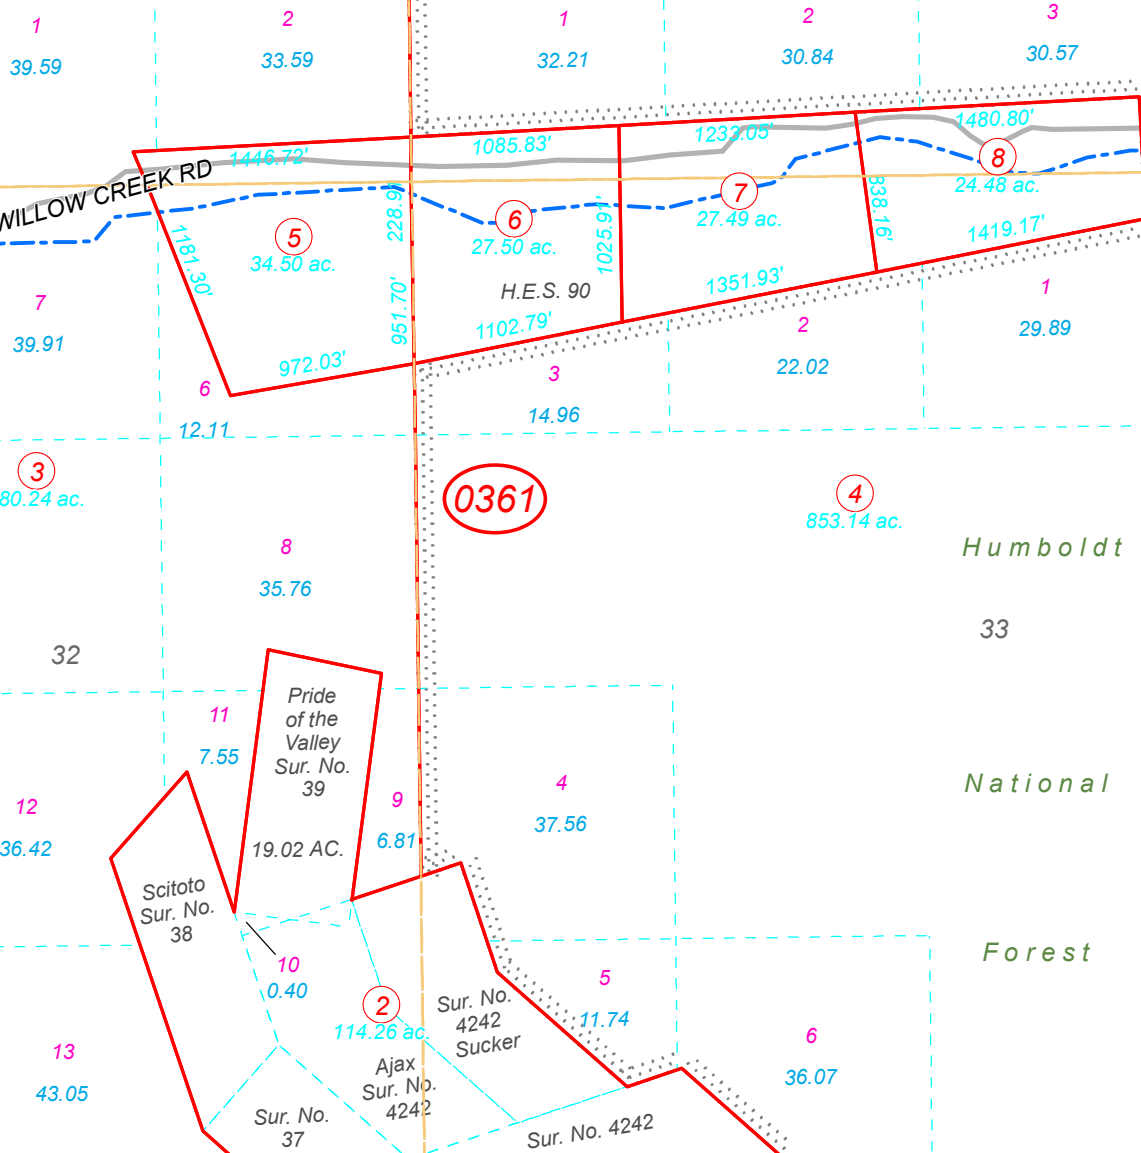 1
39.59
2
33.59
1
32.21
2
30.84
3
30.57
WILLOW CREEK RD
1446.72'
1085.83'
1233.05'
1480.80'
1181.30'
5
34.50 ac.
951.70'
6
27.50 ac.
1025.91'
7
27.49 ac.
8
24.48 ac.
H.E.S. 90
972.03'
1102.79'
1351.93'
1419.17'
7
39.91
6
12.11
3
14.96
2
22.02
1
29.89
3
80.24 ac.
0361
4
853.14 ac.
Humboldt
8
35.76
32
33
11
7.55
Pride
of the
Valley
Sur. No.
39
19.02 AC.
9
6.81
4
37.56
National
12
36.42
Scitoto
Sur. No.
38
10
0.40
2
114.26 ac.
Sur. No.
4242
Sucker
5
11.74
Forest
13
43.05
Ajax
Sur. No.
4242
6
36.07
Sur. No.
37
Sur. No. 4242